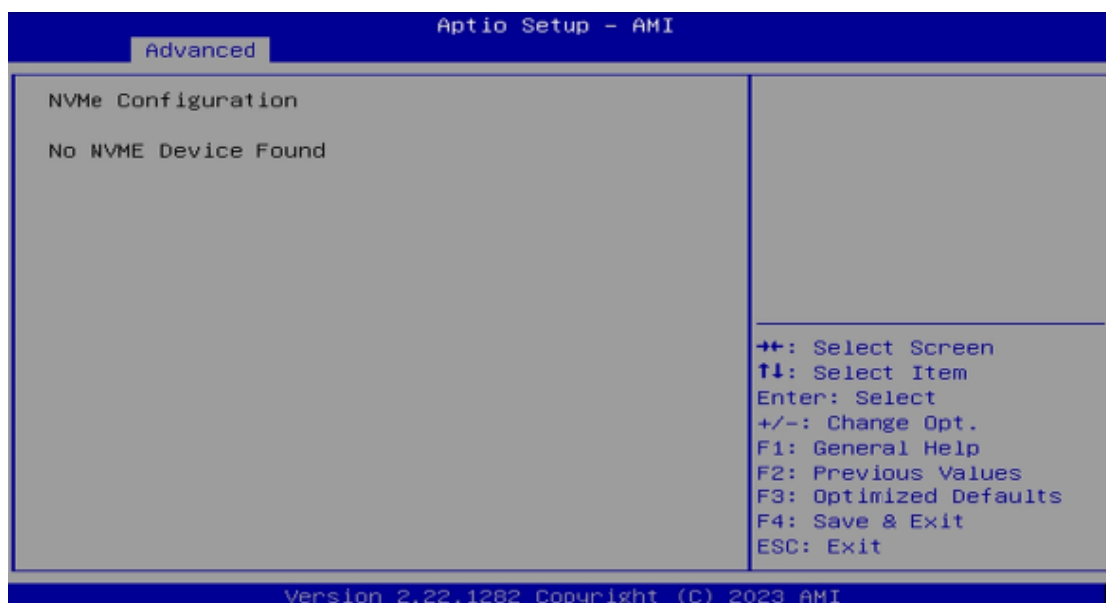 Aptio Setup – AMI
Advanced
NVMe Configuration
No NVME Device Found
→←: Select Screen
↑↓: Select Item
Enter: Select
+/-: Change Opt.
F1: General Help
F2: Previous Values
F3: Optimized Defaults
F4: Save & Exit
ESC: Exit
Version 2.22.1282 Copyright (C) 2023 AMI